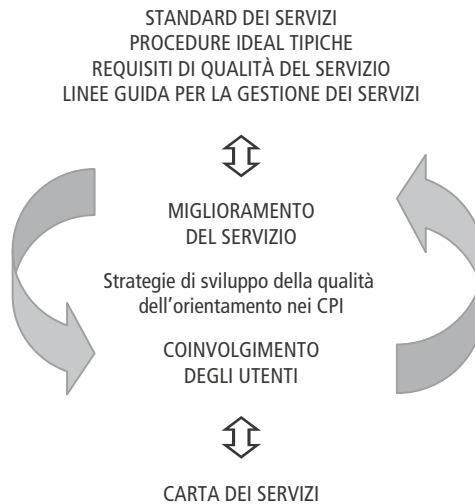 STANDARD DEI SERVIZI
PROCEDURE IDEAL TIPICHE
REQUISITI DI QUALITÀ DEL SERVIZIO
LINEE GUIDA PER LA GESTIONE DEI SERVIZI
MIGLIORAMENTO
DEL SERVIZIO
Strategie di sviluppo della qualità
dell'orientamento nei CPI
COINVOLGIMENTO
DEGLI UTENTI
CARTA DEI SERVIZI